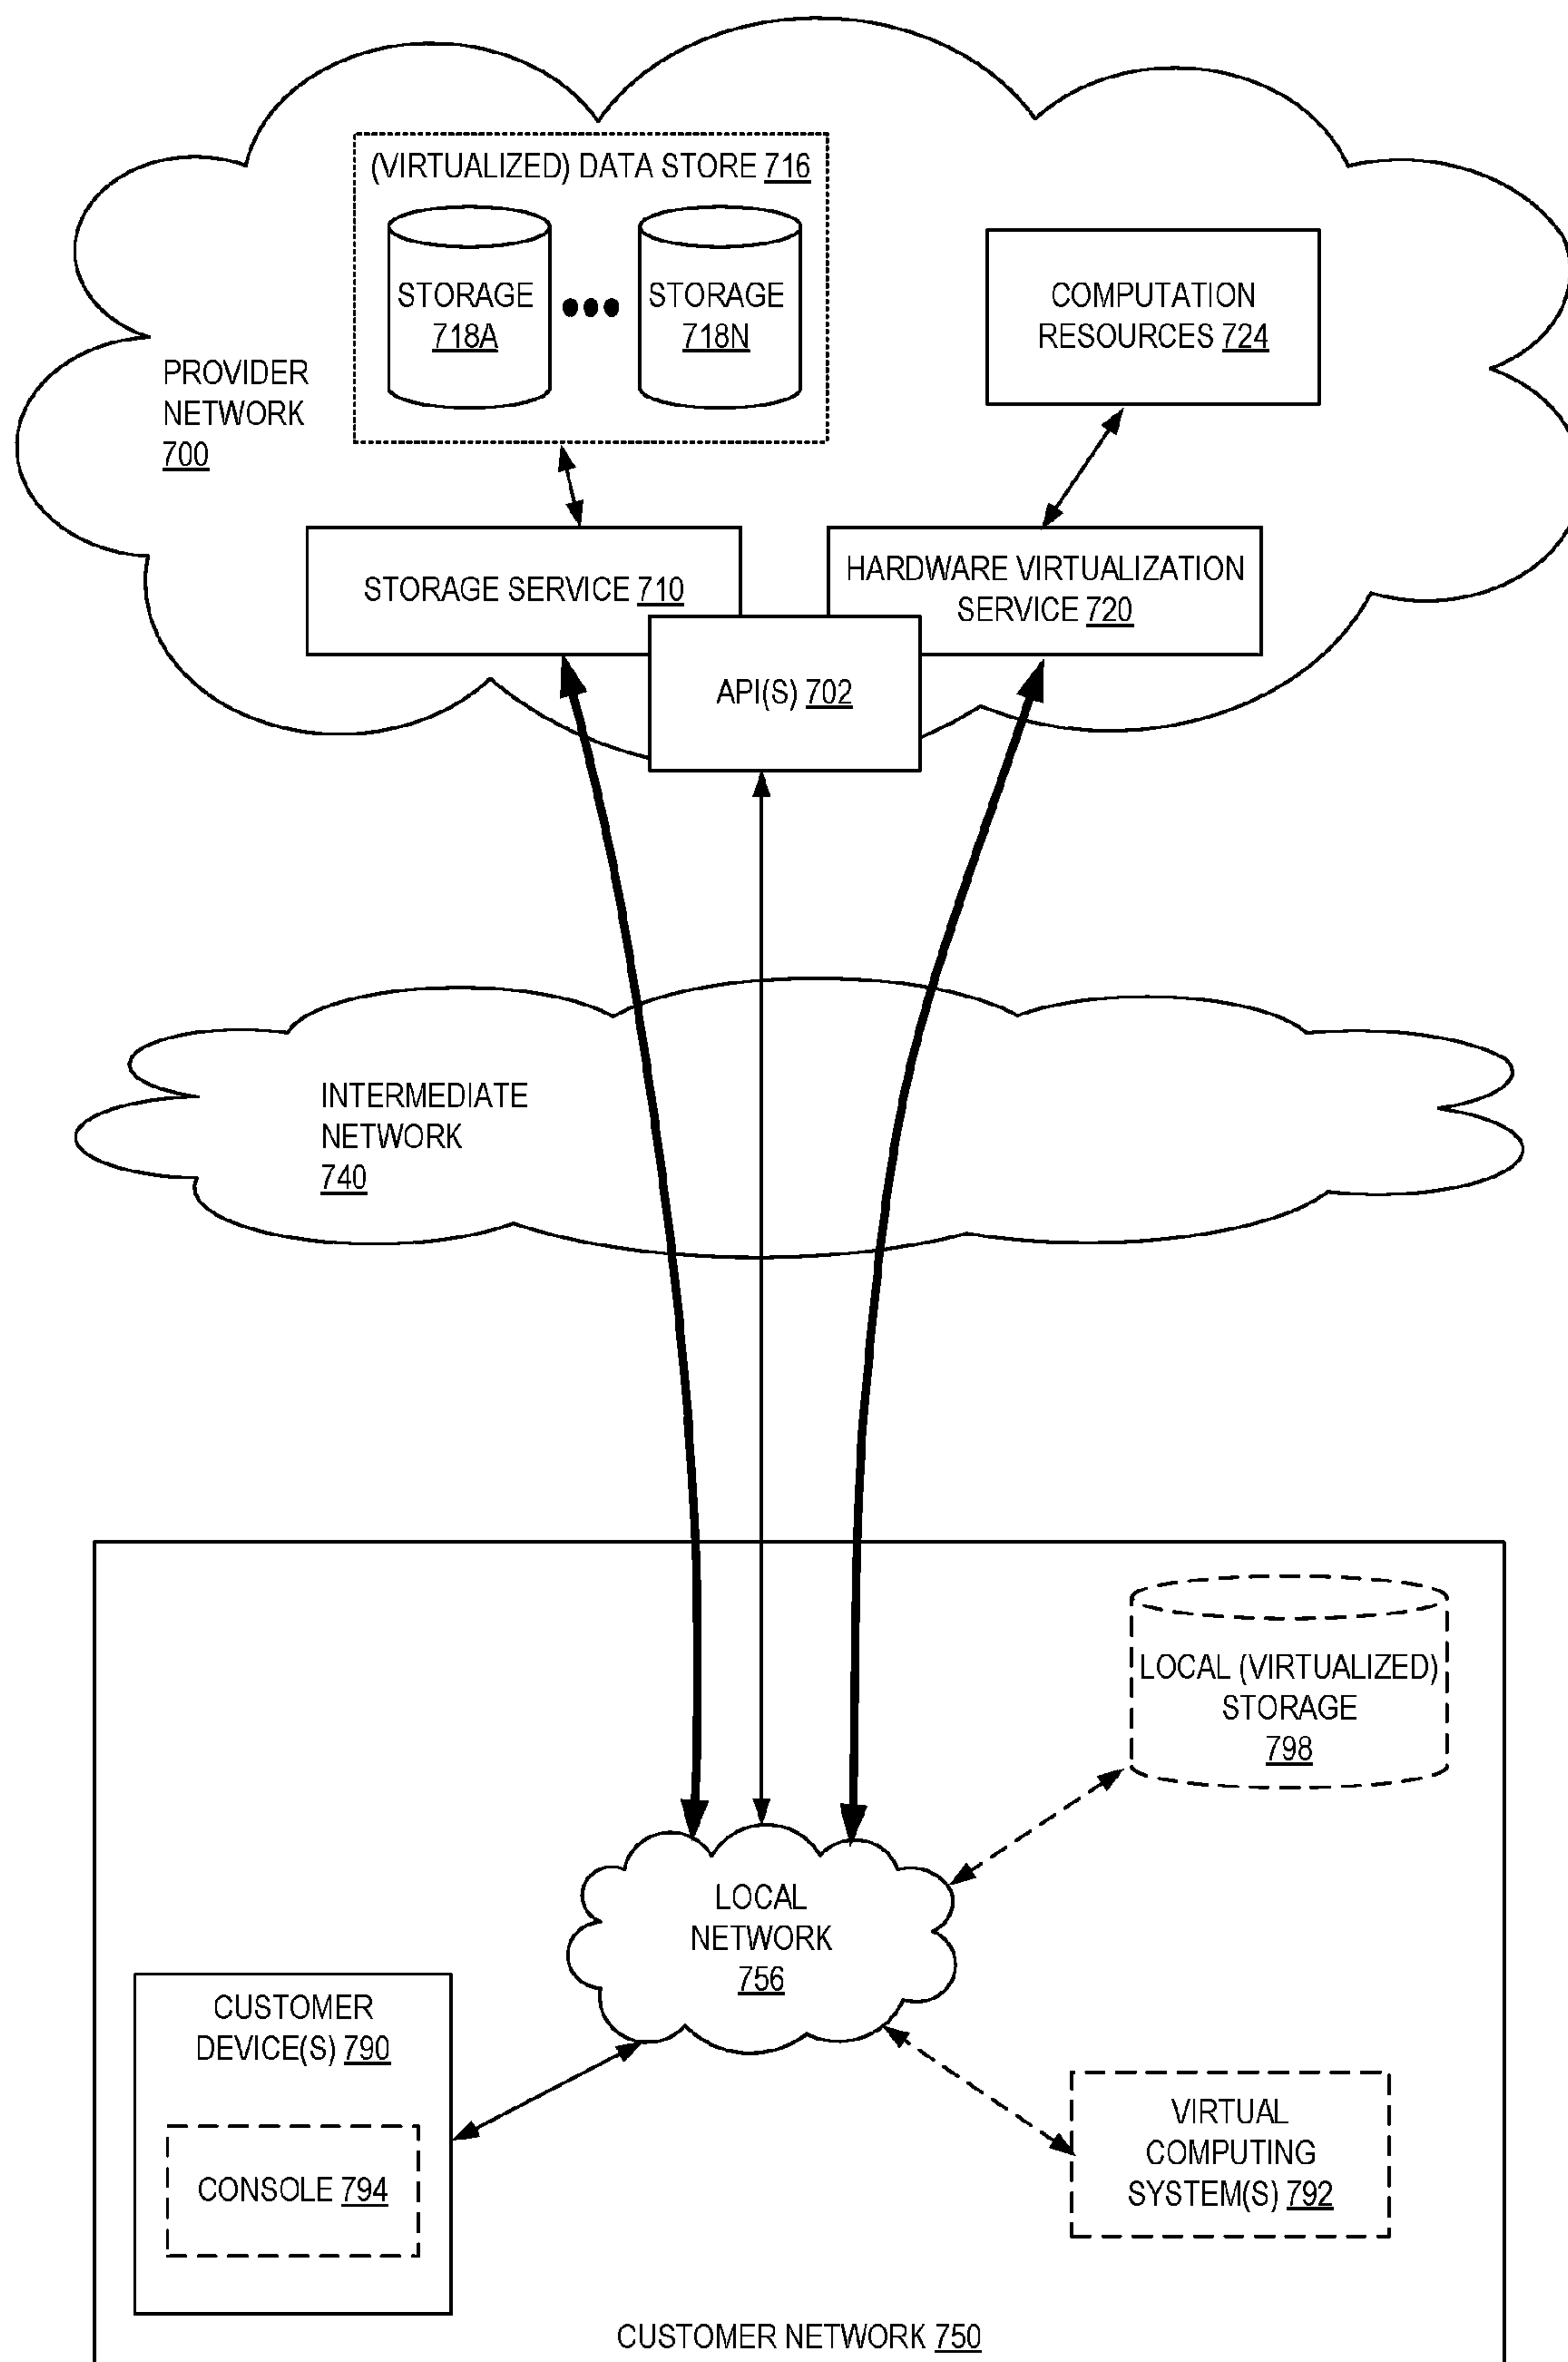 (VIRTUALIZED) DATA STORE 716
STORAGE
718A
STORAGE
718N
COMPUTATION
RESOURCES 724
PROVIDER
NETWORK
700
STORAGE SERVICE 710
HARDWARE VIRTUALIZATION
SERVICE 720
API(S) 702
INTERMEDIATE
NETWORK
740
LOCAL (VIRTUALIZED)
STORAGE
798
LOCAL
NETWORK
756
CUSTOMER
DEVICE(S) 790
CONSOLE 794
VIRTUAL
COMPUTING
SYSTEM(S) 792
CUSTOMER NETWORK 750